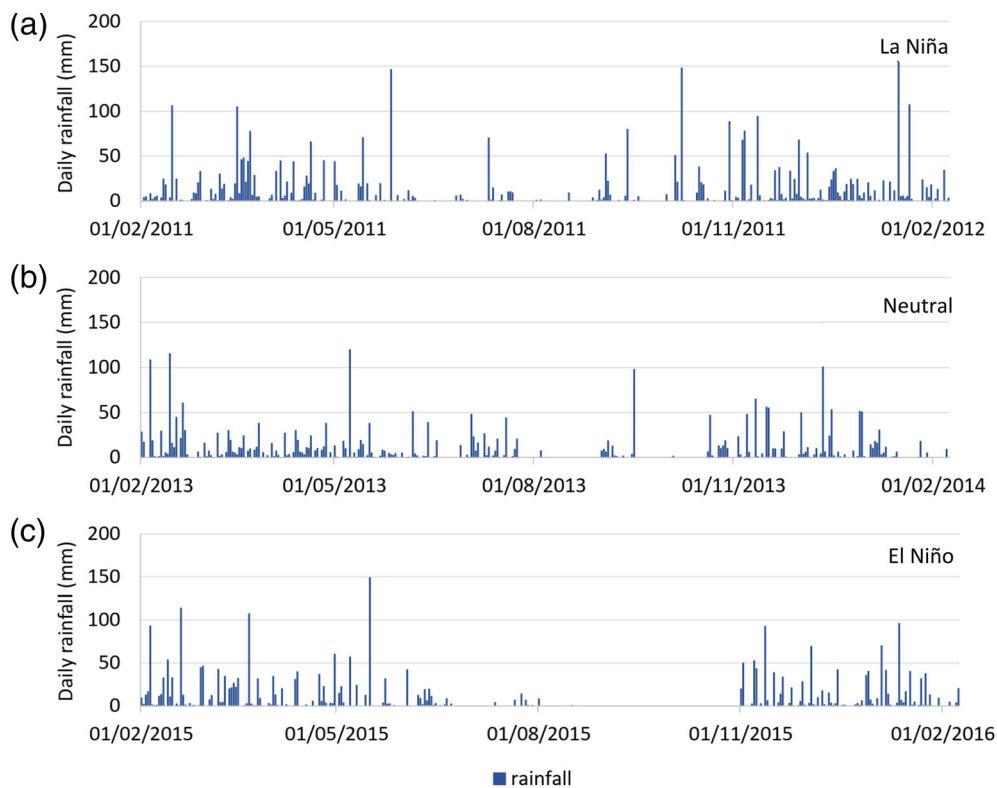 (a)
Daily rainfall (mm)
200
150
100
50
0
La Niña
01/02/2011 01/05/2011 01/08/2011 01/11/2011 01/02/2012
(b)
Daily rainfall (mm)
200
150
100
50
0
Neutral
01/02/2013 01/05/2013 01/08/2013 01/11/2013 01/02/2014
(c)
Daily rainfall (mm)
200
150
100
50
0
El Niño
01/02/2015 01/05/2015 01/08/2015 01/11/2015 01/02/2016
rainfall